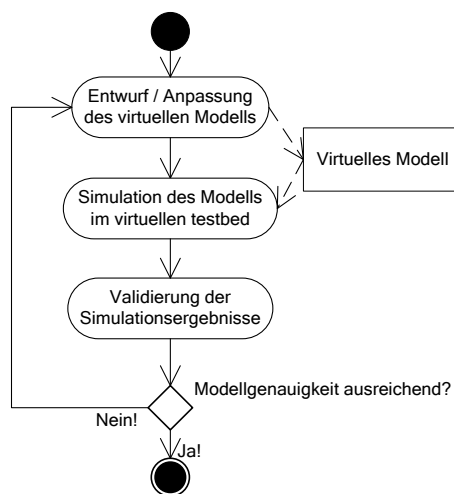 Entwurf / Anpassung
des virtuellen Modells
Virtuelles Modell
Simulation des Modells
im virtuellen testbed
Validierung der
Simulationsergebnisse
Modellgenauigkeit ausreichend?
Nein!
Ja!